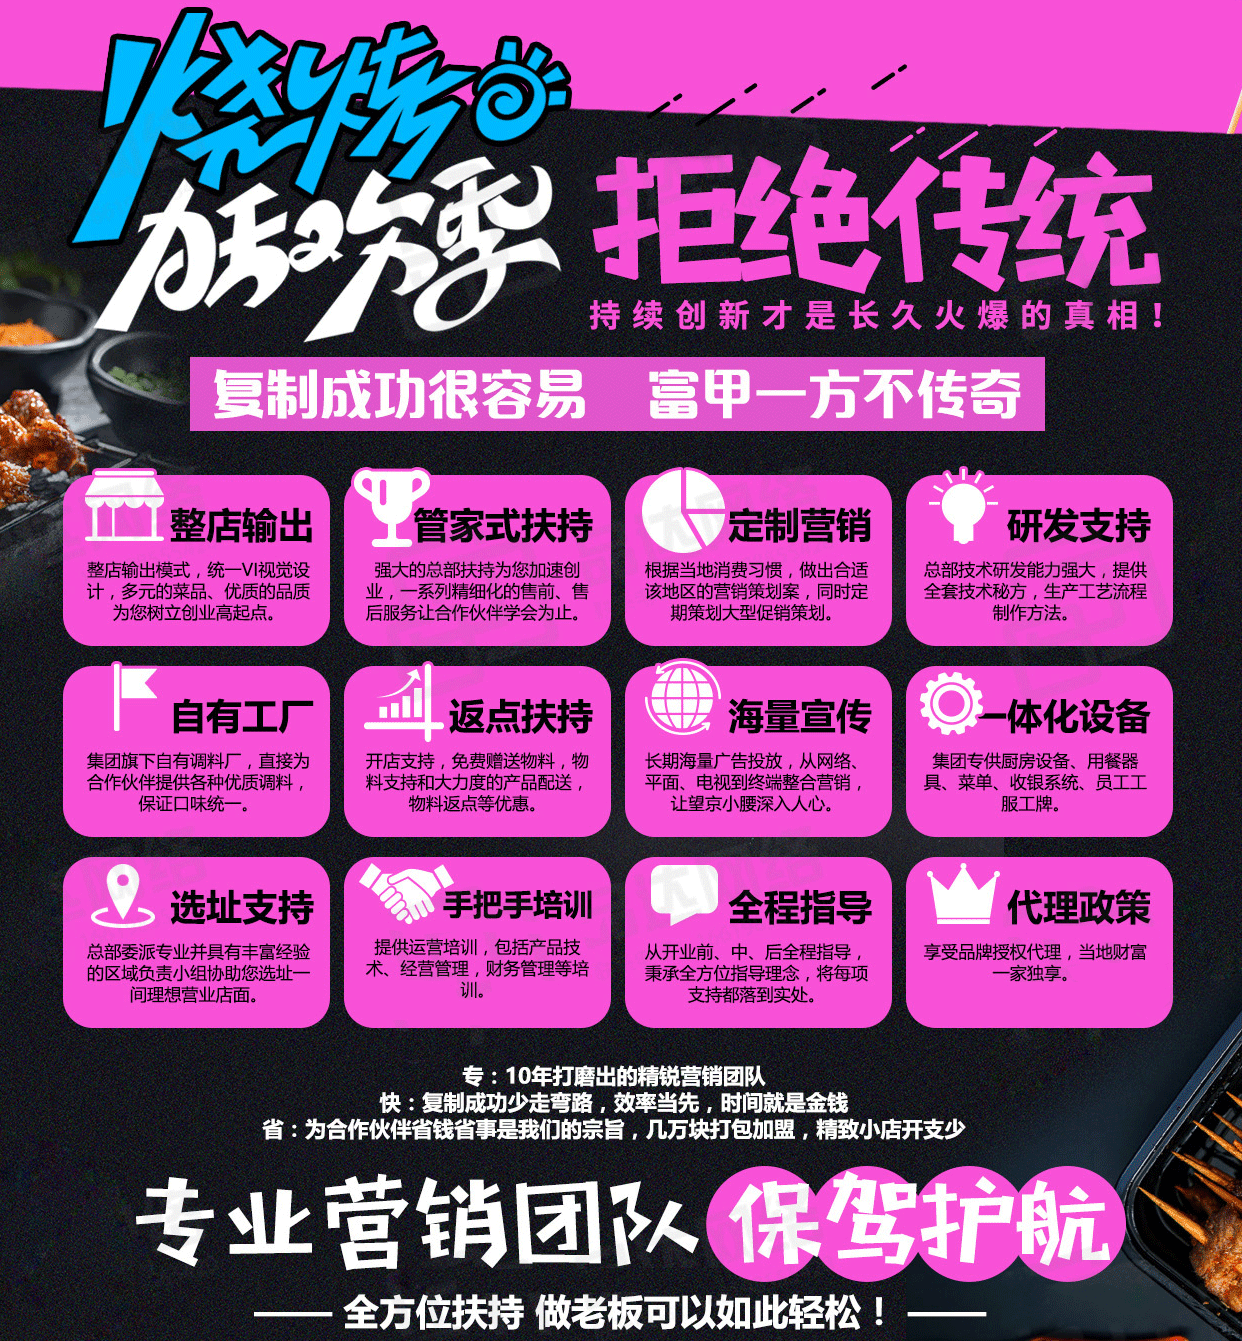 烧烤
狂欢季
拒绝传统
持续创新才是长久火爆的真相！
复制成功很容易 富甲一方不传奇
整店输出
整店输出模式，统一VI视觉设
计，多元的菜品、优质的品质
为您树立创业高起点。
管家式扶持
强大的总部扶持为您加速创
业，一系列精细化的售前、售
后服务让合作伙伴学会为止。
定制营销
根据当地消费习惯，做出合适
该地区的营销策划案，同时定
期策划大型促销策划。
研发支持
总部技术研发能力强大，提供
全套技术秘方，生产工艺流程
制作方法。
自有工厂
集团旗下自有调料厂，直接为
合作伙伴提供各种优质调料，
保证口味统一。
返点扶持
开店支持，免费赠送物料，物
料支持和大力度的产品配送，
物料返点等优惠。
海量宣传
长期海量广告投放，从网络、
平面、电视到终端整合营销，
让望京小腰深入人心。
一体化设备
集团专供厨房设备、用餐器
具、菜单、收银系统、员工工
服工牌。
选址支持
总部委派专业并具有丰富经验
的区域负责小组协助您选址一
间理想营业店面。
手把手培训
提供运营培训，包括产品技
术、经营管理，财务管理等培
训。
全程指导
从开业前、中、后全程指导，
秉承全方位指导理念，将每项
支持都落到实处。
代理政策
享受品牌授权代理，当地财富
一家独享。
专：10年打磨出的精锐营销团队
快：复制成功少走弯路，效率当先，时间就是金钱
省：为合作伙伴省钱省事是我们的宗旨，几万块打包加盟，精致小店开支少
专业营销团队 保驾护航
全方位扶持 做老板可以如此轻松！